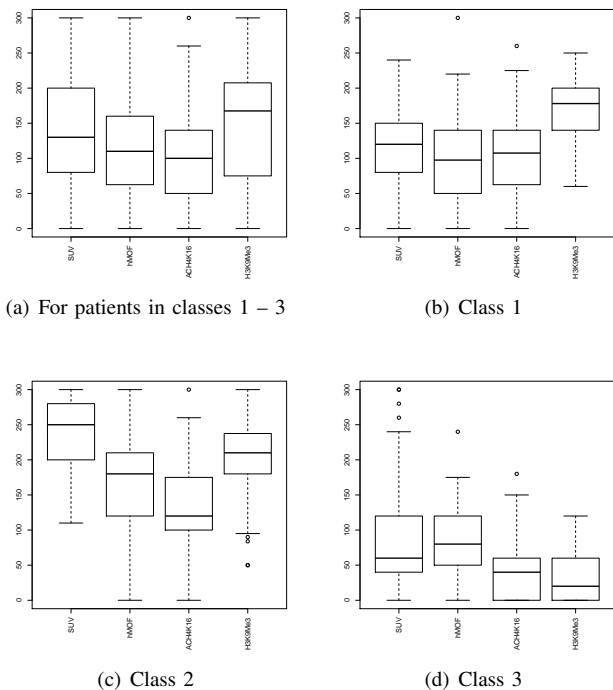 300
250
200
150
100
50
0
SUV
hMOF
ACH4K16
H3K9Me3
(a) For patients in classes 1 – 3
300
250
200
150
100
50
0
SUV
hMOF
ACH4K16
H3K9Me3
(b) Class 1
300
250
200
150
100
50
0
SUV
hMOF
ACH4K16
H3K9Me3
(c) Class 2
300
250
200
150
100
50
0
SUV
hMOF
ACH4K16
H3K9Me3
(d) Class 3